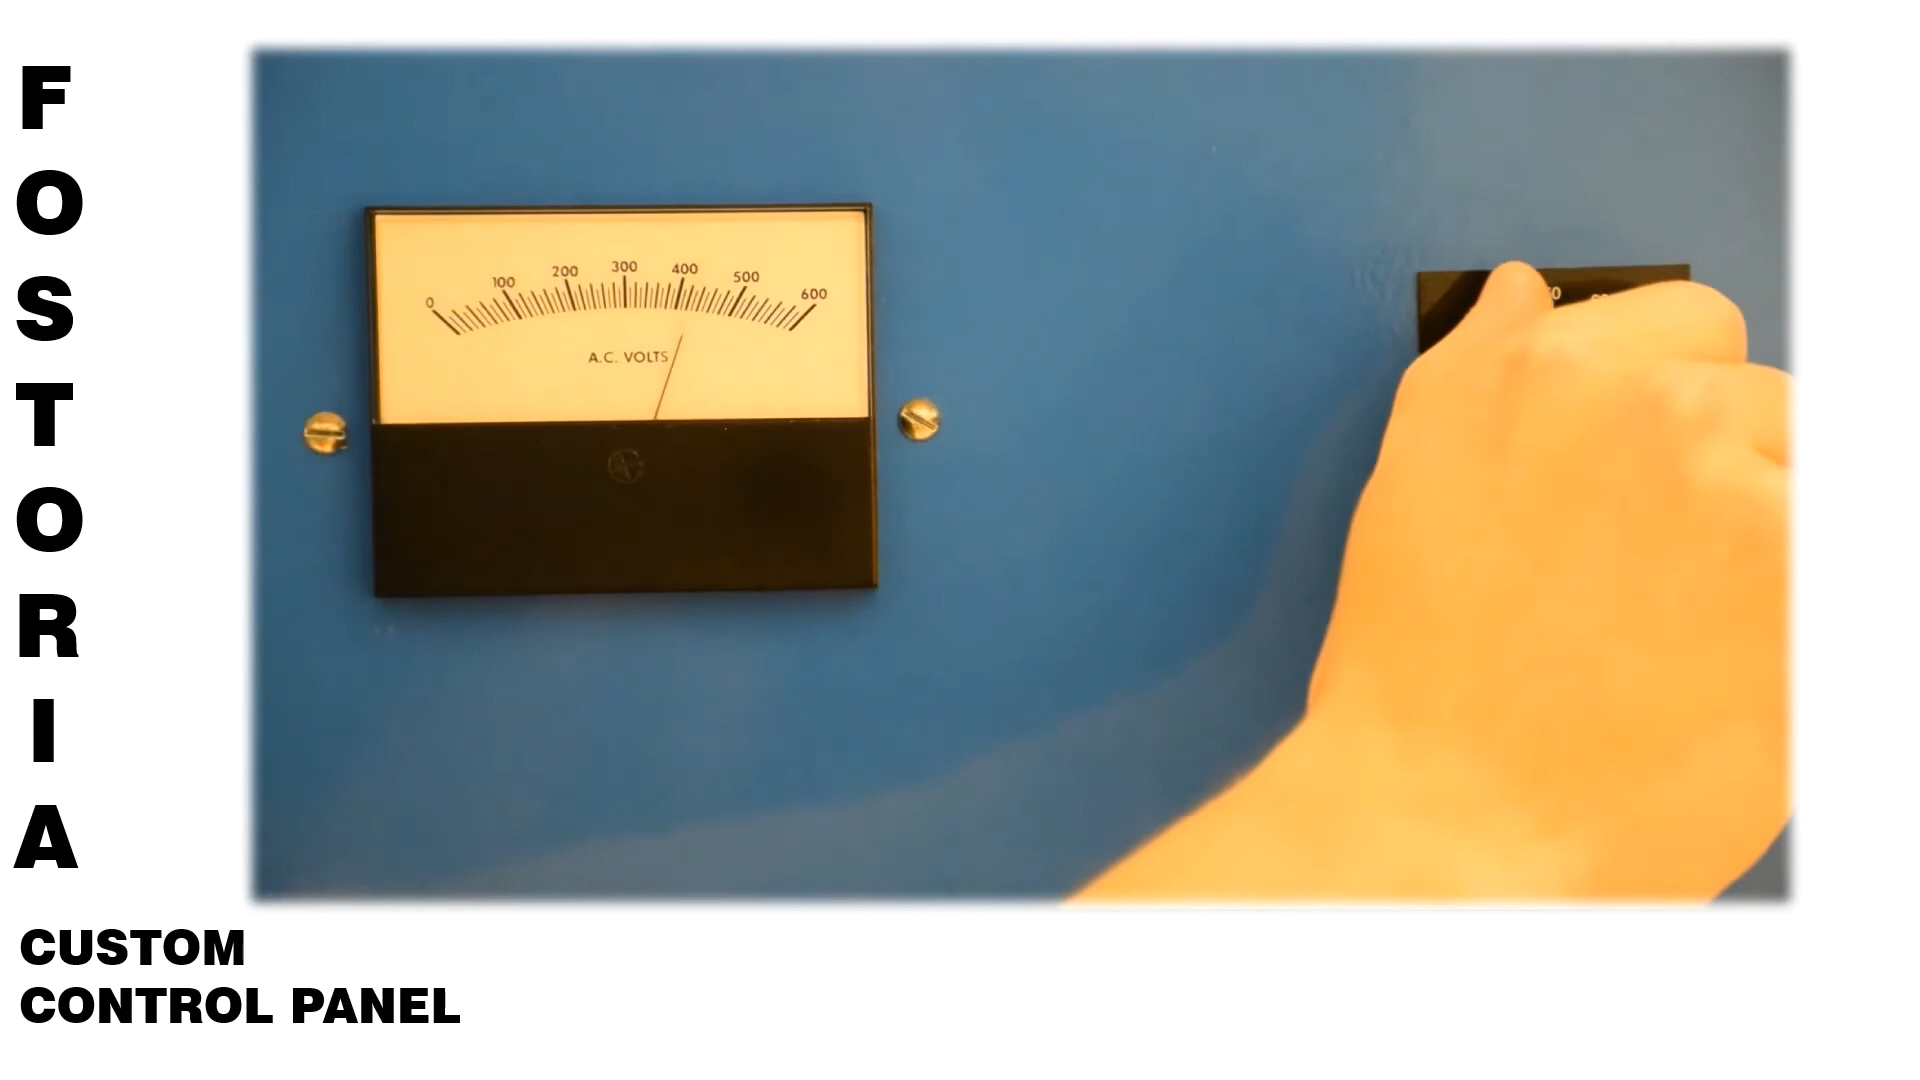 FOSTORIA
0 100 200 300 400 500 600
A.C. VOLTS
CUSTOM
CONTROL PANEL